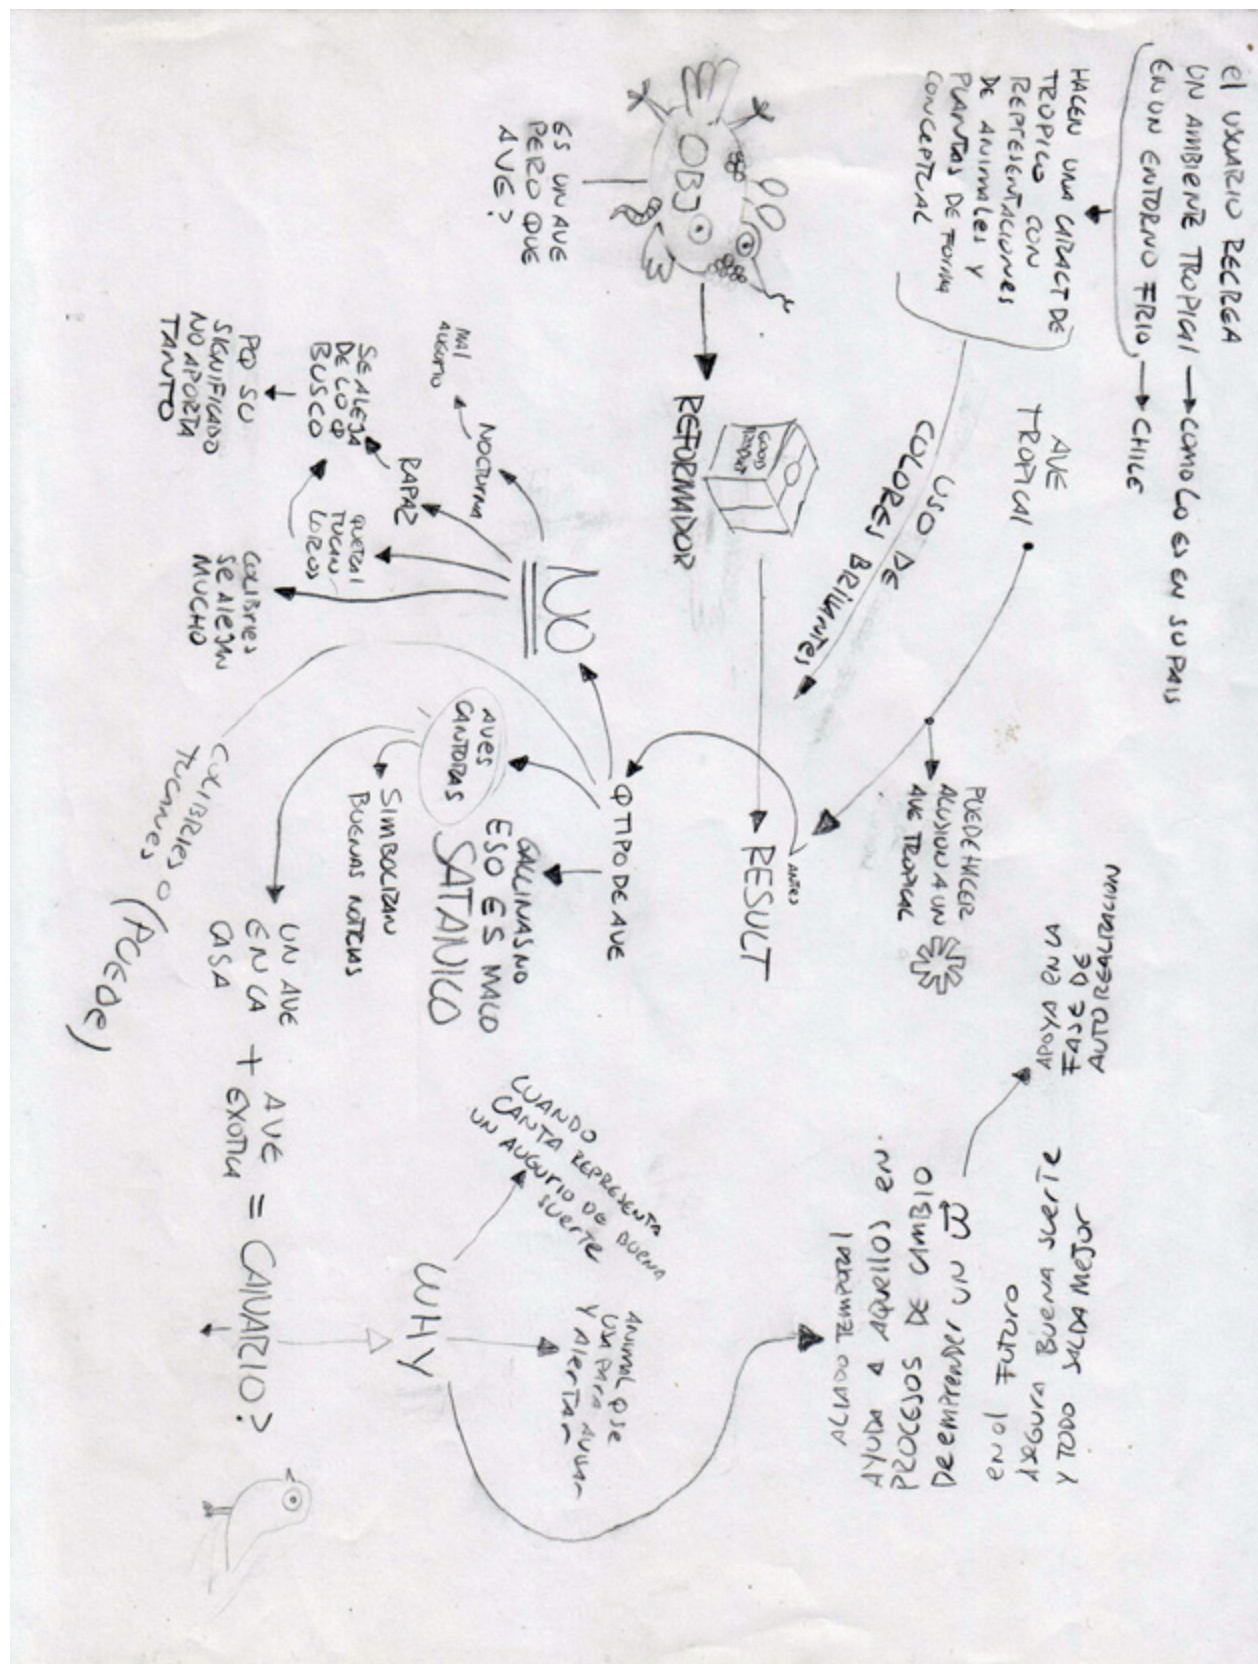 El USUARIO RECREA
UN AMBIENTE TROPICAL → COMO LO ES EN SU PAIS
EN UN ENTORNO FRIO → CHILE
HACEN UNA CARACT DE
TROPICO CON
REPRESENTACIONES
DE ANIMALES Y
PLANTAS DE FORMA
CONCEPTUAL
AVE
TROPICAL
USO DE
COLORES BRILLANTES
PUEDE HACER
ALUSION A UN
AVE TROPICAL
OBJ
ES UN AVE
PERO QUE
AVE?
REFORMADOR
GOOD
ANTES
RESULT
Q TIPO DE AVE
NO
NOCTURNA
MAl
AUGURIO
RAPAZ
SE ALEJA
DE LO Q
BUSCO
PQ SU
SIGNIFICADO
NO APORTA
TANTO
QUETZAL
TUCAN
LOROS
COLIBRIES
SE ALEJAN
MUCHO
AVES
CANTORAS
GALLINAS NO
ESO ES MALO
SATANICO
SIMBOLIZAN
BUENAS NOTICIAS
COLIBRIES O
TUCANES
(PUEDE)
UN AVE
EN LA
CASA
+
AVE
EXOTICA
= CANARIO?
WHY
CUANDO
CANTA REPRESENTA
UN AUGURIO DE BUENA
SUERTE
ANIMAL Q SE
USA PARA AVISAR
Y ALERTAR
TEMPORAL
AYUDA A AQUELLOS EN
PROCESOS DE CAMBIO
De emprender UN
en el FUTURO
ASEGURA BUENA SUERTE
Y TODO SALDRA MEJOR
APOYA EN LA
FASE DE
AUTOREALIZACION